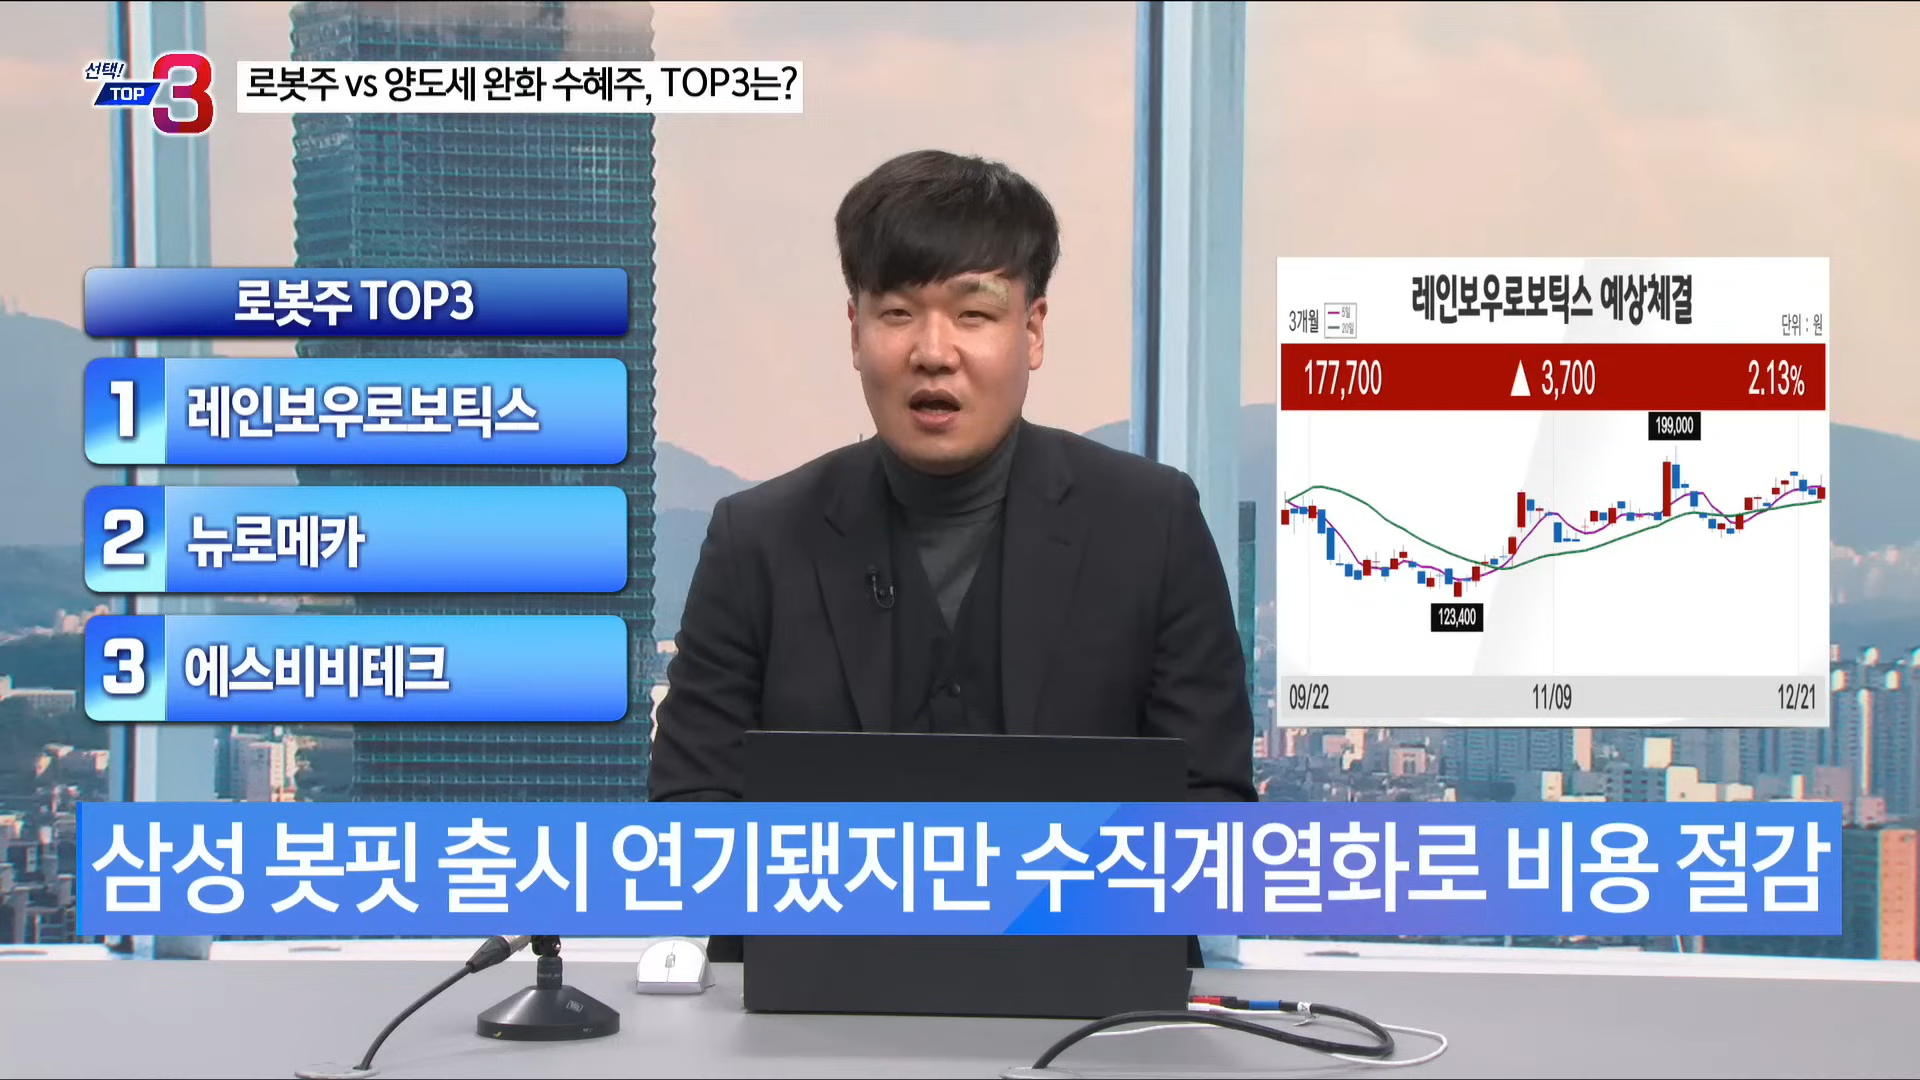 선택!
TOP 3
로봇주 vs 양도세 완화 수혜주, TOP3는?
로봇주 TOP3
1 레인보우로보틱스
2 뉴로메카
3 에스비비테크
레인보우로보틱스 예상체결
3개월
5일
20일
단위 : 원
177,700 ▲ 3,700 2.13%
199,000
123,400
09/22 11/09 12/21
삼성 봇핏 출시 연기됐지만 수직계열화로 비용 절감